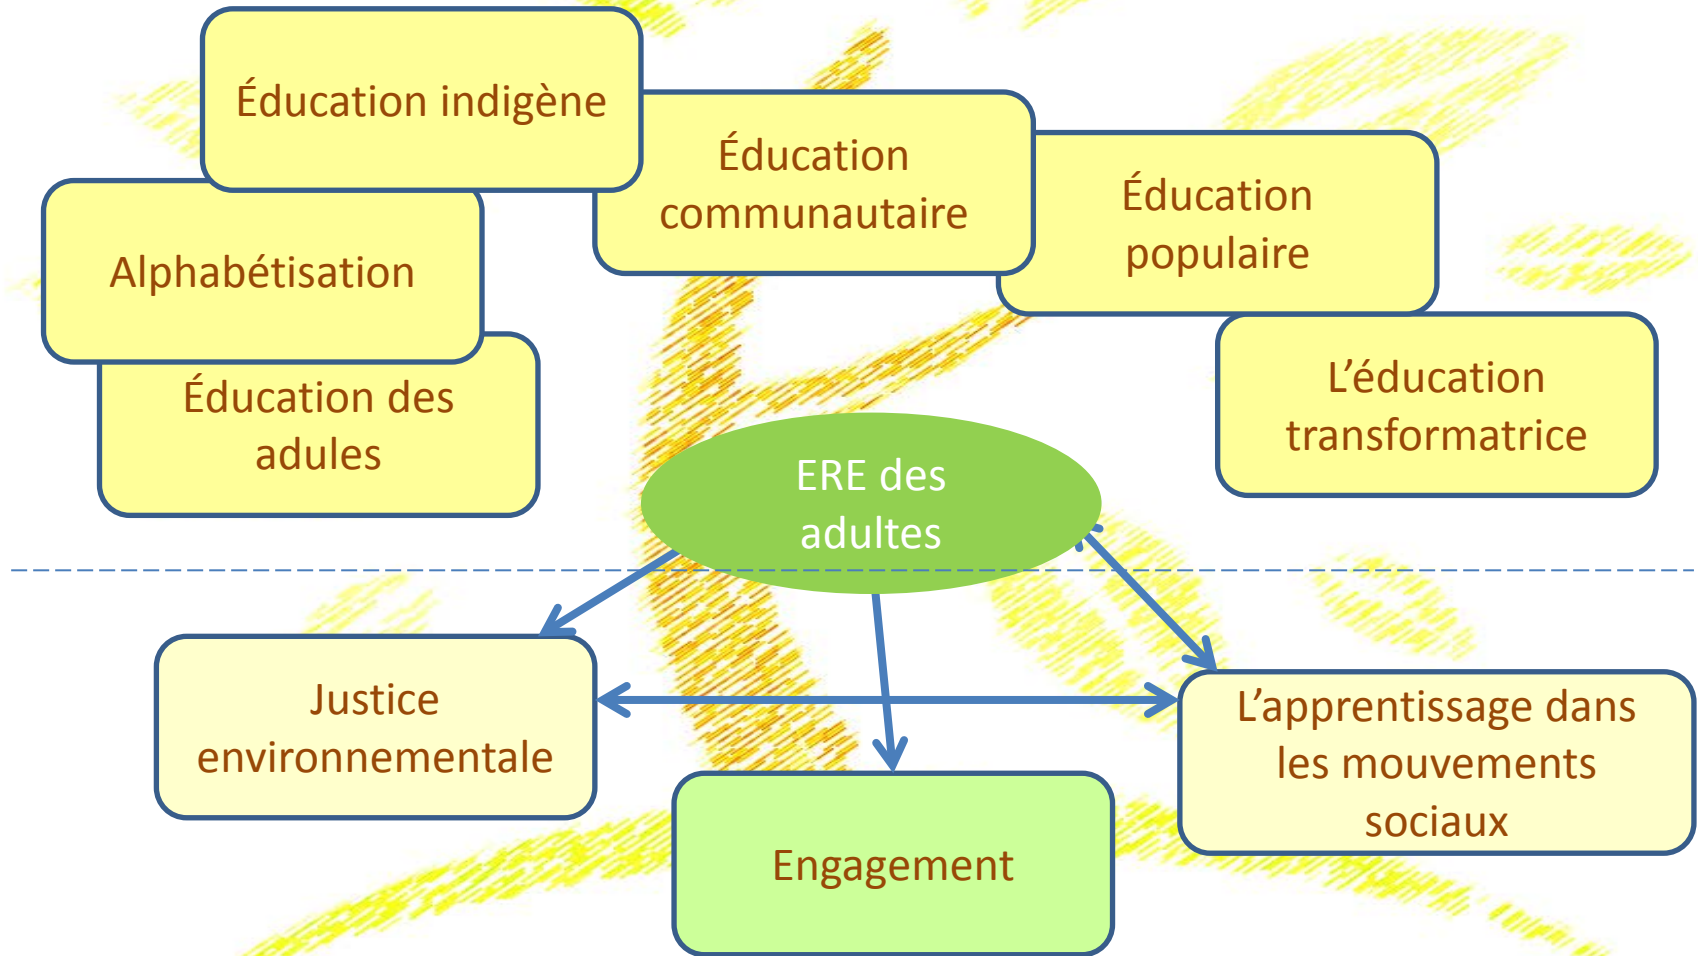 Éducation indigène
Éducation
communautaire
Éducation
populaire
Alphabétisation
Éducation des
adules
L'éducation
transformatrice
ERE des
adultes
Justice
environnementale
L'apprentissage dans
les mouvements
sociaux
Engagement